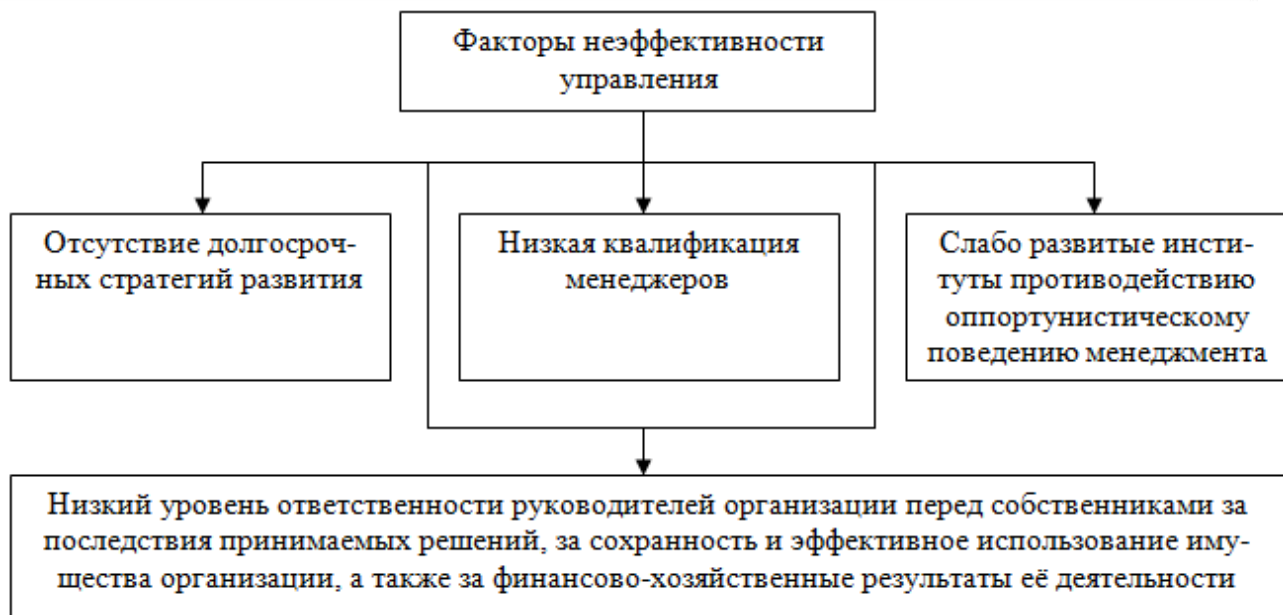 Факторы неэффективности
управления
Отсутствие долгосроч-
ных стратегий развития
Низкая квалификация
менеджеров
Слабо развитые инсти-
туты противодействию
оппортунистическому
поведению менеджмента
Низкий уровень ответственности руководителей организации перед собственниками за
последствия принимаемых решений, за сохранность и эффективное использование иму-
щества организации, а также за финансово-хозяйственные результаты её деятельности